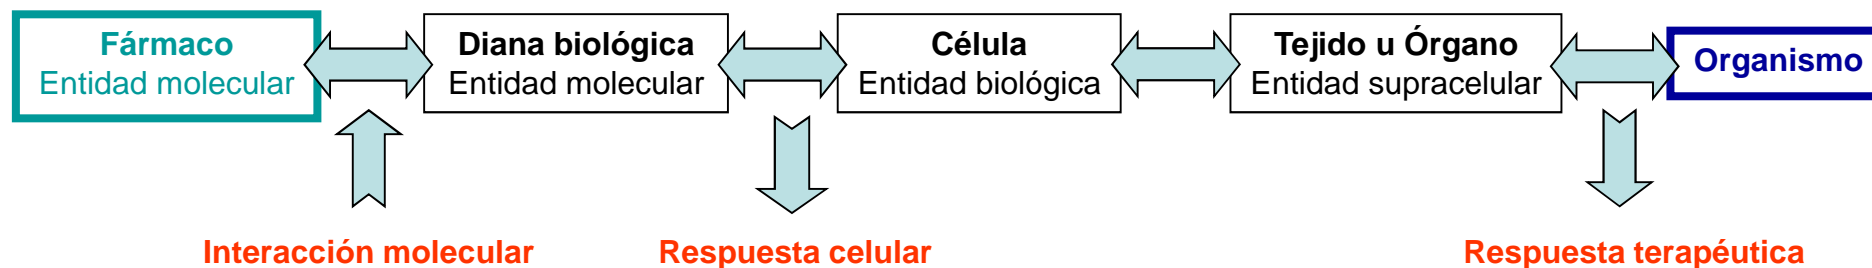 Fármaco
Entidad molecular
Diana biológica
Entidad molecular
Célula
Entidad biológica
Tejido u Órgano
Entidad supracelular
Organismo
Interacción molecular
Respuesta celular
Respuesta terapéutica